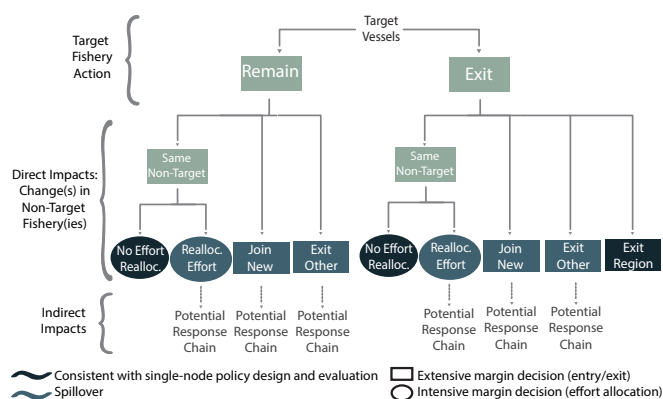 Target
Vessels
Target
Fishery
Action
Remain
Exit
Direct Impacts:
Change(s) in
Non-Target
Fishery(ies)
Same
Non-Target
Same
Non-Target
No Effort
Realloc.
Realloc.
Effort
Join
New
Exit
Other
No Effort
Realloc.
Realloc.
Effort
Join
New
Exit
Other
Exit
Region
Indirect
Impacts
Potential
Response
Chain
Potential
Response
Chain
Potential
Response
Chain
Potential
Response
Chain
Potential
Response
Chain
Potential
Response
Chain
Consistent with single-node policy design and evaluation
Spillover
Extensive margin decision (entry/exit)
Intensive margin decision (effort allocation)